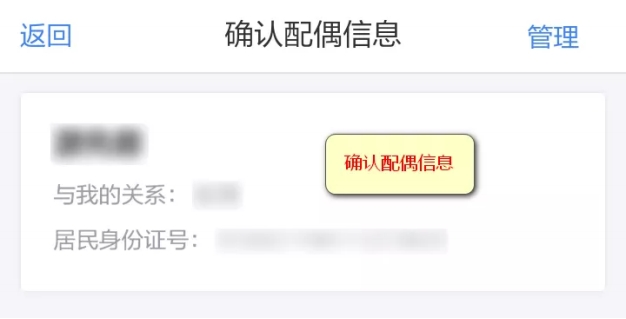 返回 确认配偶信息 管理
确认配偶信息
与我的关系：
居民身份证号：